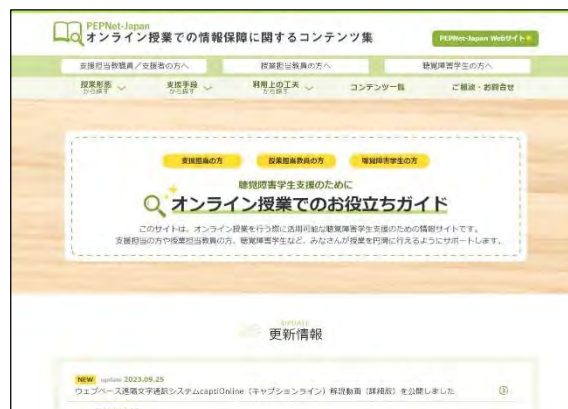 PEPNet-Japan
オンライン授業での情報保障に関するコンテンツ集
PEPNet-Japan Webサイト
支援担当教職員/支援者の方へ
授業担当教員の方へ
聴覚障害学生の方へ
授業形態
から探す
支援手段
から探す
利用上の工夫
から探す
コンテンツ一覧
ご相談・お問合せ
支援担当の方
授業担当教員の方
聴覚障害学生の方
聴覚障害学生支援のために
オンライン授業でのお役立ちガイド
このサイトは、オンライン授業を行う際に活用可能な聴覚障害学生支援のための情報サイトです。
支援担当の方や授業担当教員の方、聴覚障害学生など、みなさんが授業を円滑に行えるようにサポートします。
UPDATE
更新情報
NEW update 2023.09.25
ウェブベース遠隔文字通訳システムcaptiOnline(キャプションライン)解説動画(詳細版)を公開しました